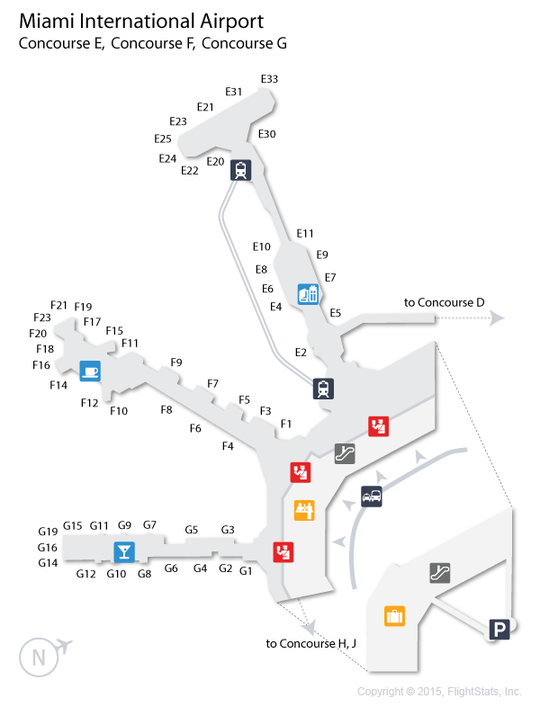 Miami International Airport
Concourse E, Concourse F, Concourse G
E33
E31
E21
E23
E30
E25
E24
E20
E22
E11
E10
E9
E8
E7
E6
E4
E5
to Concourse D
E2
F21
F19
F23
F17
F20
F15
F18
F11
F16
F9
F14
F7
F12
F10
F5
F8
F3
F6
F1
F4
G19
G15
G11
G9
G7
G5
G3
G16
G14
G12
G10
G8
G6
G4
G2
G1
P
to Concourse H, J
N
Copyright © 2015, FlightStats, Inc.